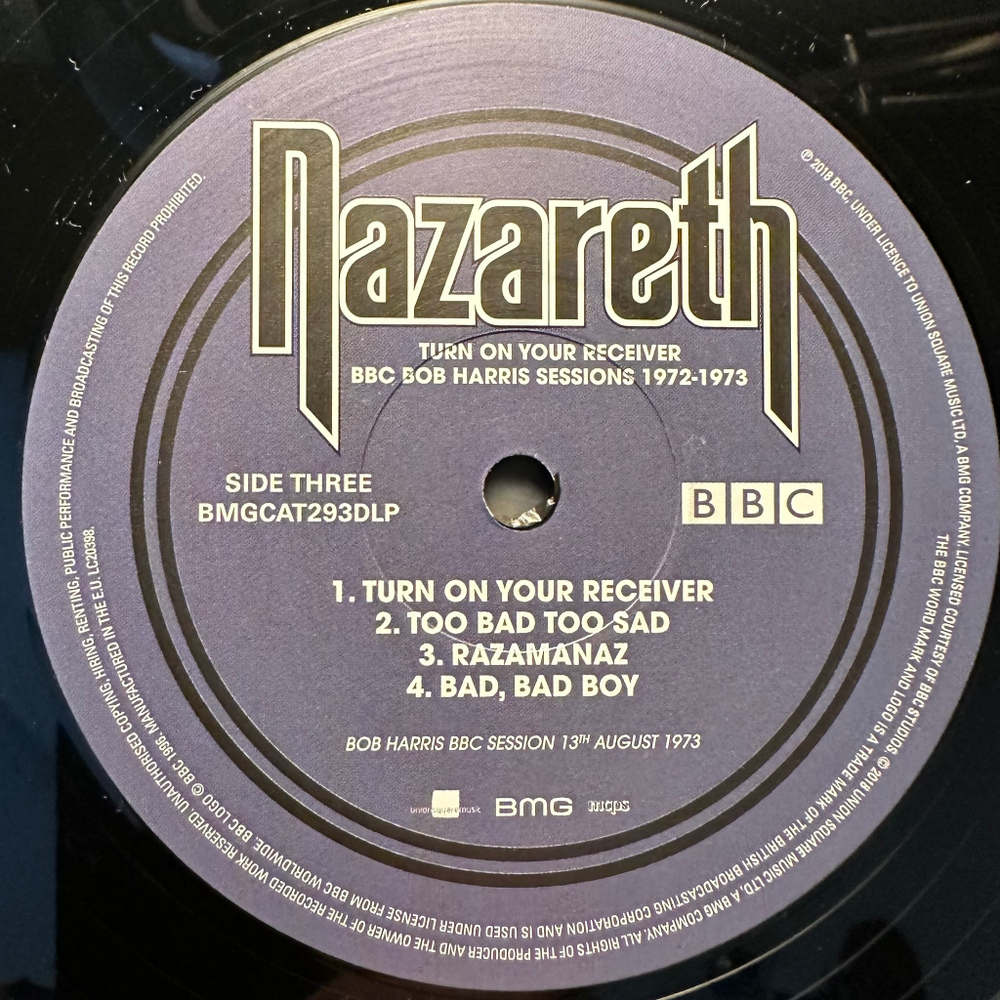 Nazareth
TURN ON YOUR RECEIVER
BBC BOB HARRIS SESSIONS 1972-1973
SIDE THREE
BMGCAT293DLP
BBC
1. TURN ON YOUR RECEIVER
2. TOO BAD TOO SAD
3. RAZAMANAZ
4. BAD, BAD BOY
BOB HARRIS BBC SESSION 13TH AUGUST 1973
union square music
BMG
mcps
℗ 2018 BBC, UNDER LICENCE TO UNION SQUARE MUSIC LTD, A BMG COMPANY. LICENSED COURTESY OF BBC STUDIOS. © 2018 UNION SQUARE MUSIC LTD, A BMG COMPANY. ALL RIGHTS OF THE PRODUCER AND THE OWNER OF THE RECORDED WORK RESERVED. UNAUTHORISED COPYING, HIRING, RENTING, PUBLIC PERFORMANCE AND BROADCASTING OF THIS RECORD PROHIBITED.
THE BBC WORD MARK AND LOGO IS A TRADE MARK OF THE BRITISH BROADCASTING CORPORATION AND IS USED UNDER LICENSE FROM BBC WORLDWIDE. BBC LOGO © BBC 1996. MANUFACTURED IN THE E.U. LC20398.